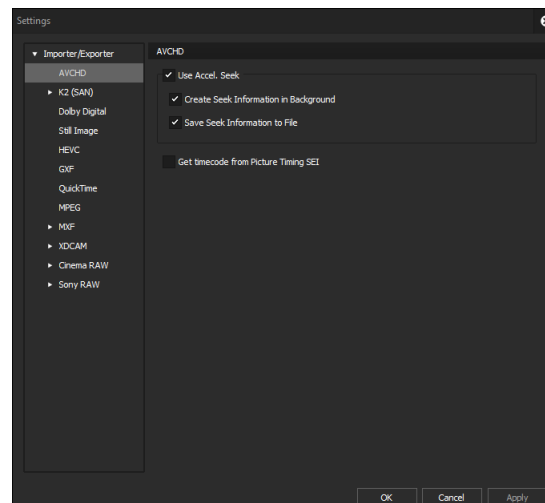 Settings
Importer/Exporter
AVCHD
K2 (SAN)
Dolby Digital
Still Image
HEVC
GXF
QuickTime
MPEG
MXF
XDCAM
Cinema RAW
Sony RAW
AVCHD
Use Accel. Seek
Create Seek Information in Background
Save Seek Information to File
Get timecode from Picture Timing SEI
OK
Cancel
Apply